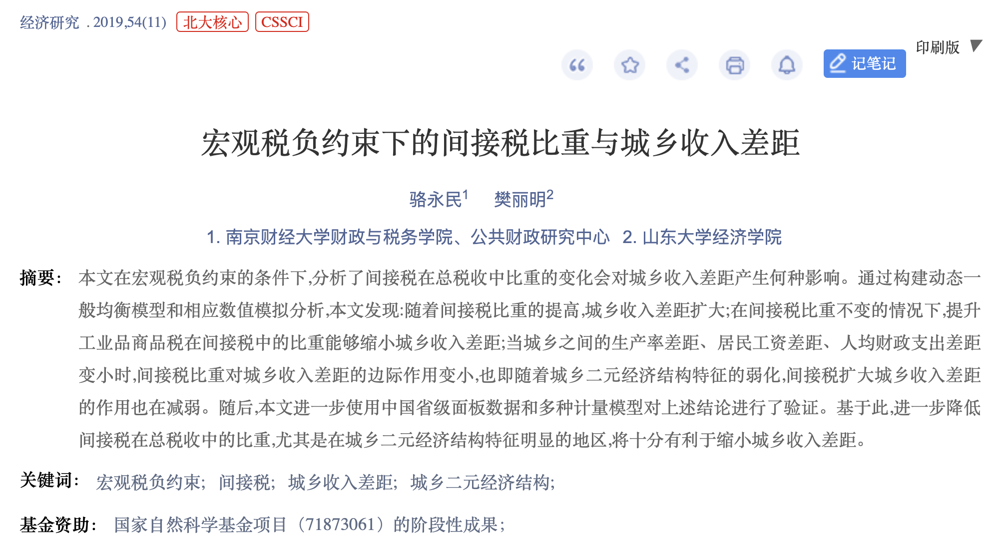 经济研究 . 2019,54(11) 北大核心 CSSCI
印刷版
记笔记
宏观税负约束下的间接税比重与城乡收入差距
骆永民1 樊丽明2
1. 南京财经大学财政与税务学院、公共财政研究中心 2. 山东大学经济学院
摘要： 本文在宏观税负约束的条件下,分析了间接税在总税收中比重的变化会对城乡收入差距产生何种影响。通过构建动态一
般均衡模型和相应数值模拟分析,本文发现:随着间接税比重的提高,城乡收入差距扩大;在间接税比重不变的情况下,提升
工业品商品税在间接税中的比重能够缩小城乡收入差距;当城乡之间的生产率差距、居民工资差距、人均财政支出差距
变小时,间接税比重对城乡收入差距的边际作用变小,也即随着城乡二元经济结构特征的弱化,间接税扩大城乡收入差距
的作用也在减弱。随后,本文进一步使用中国省级面板数据和多种计量模型对上述结论进行了验证。基于此,进一步降低
间接税在总税收中的比重,尤其是在城乡二元经济结构特征明显的地区,将十分有利于缩小城乡收入差距。
关键词： 宏观税负约束; 间接税; 城乡收入差距; 城乡二元经济结构;
基金资助： 国家自然科学基金项目（71873061）的阶段性成果;